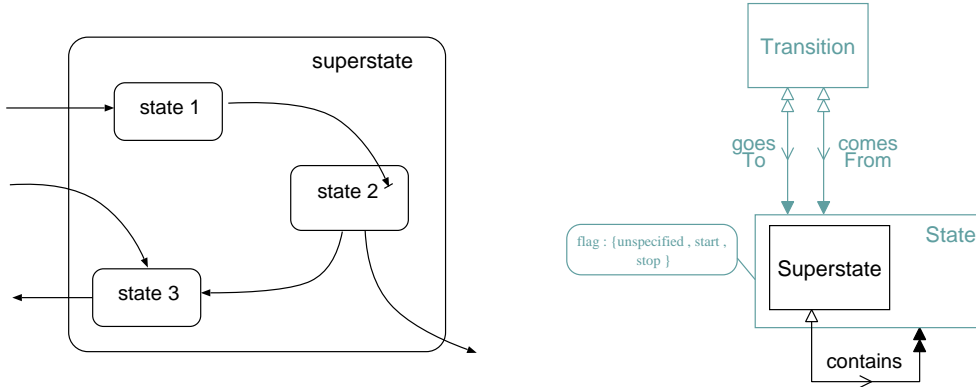 superstate
state 1
state 2
state 3
Transition
goes
To
comes
From
flag : {unspecified , start ,
stop }
State
Superstate
contains